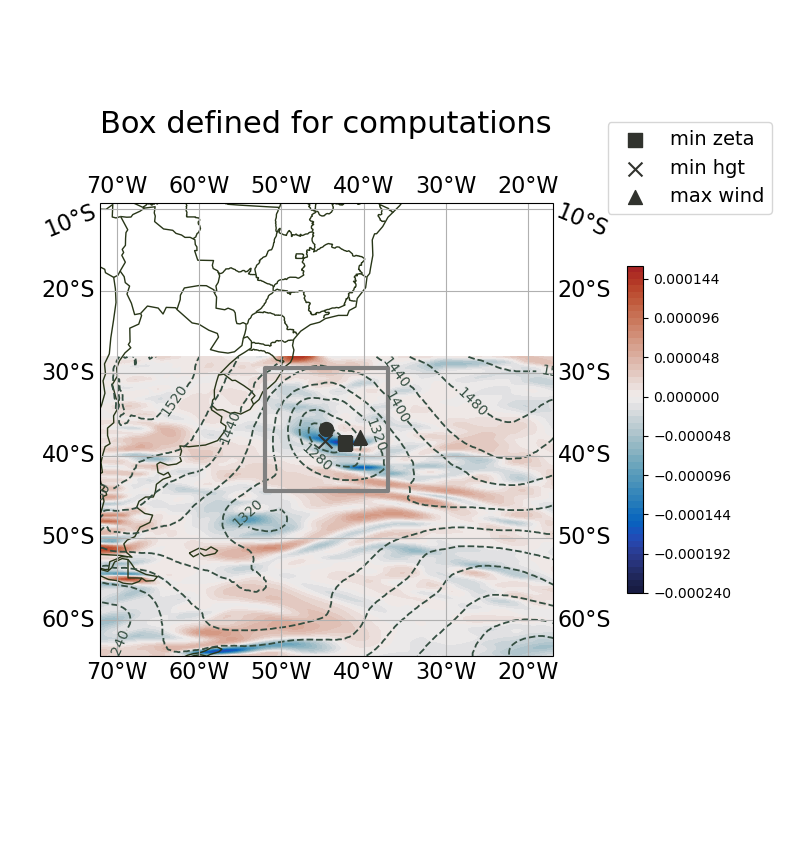 Box defined for computations
min zeta
min hgt
max wind
70°W 60°W 50°W 40°W 30°W 20°W
10°S 10°S
20°S 20°S
30°S 30°S
40°S 40°S
50°S 50°S
60°S 60°S
70°W 60°W 50°W 40°W 30°W 20°W
1520
1440
1440
1400
1480
1320
1280
1320
240
0.000144
0.000096
0.000048
0.000000
−0.000048
−0.000096
−0.000144
−0.000192
−0.000240